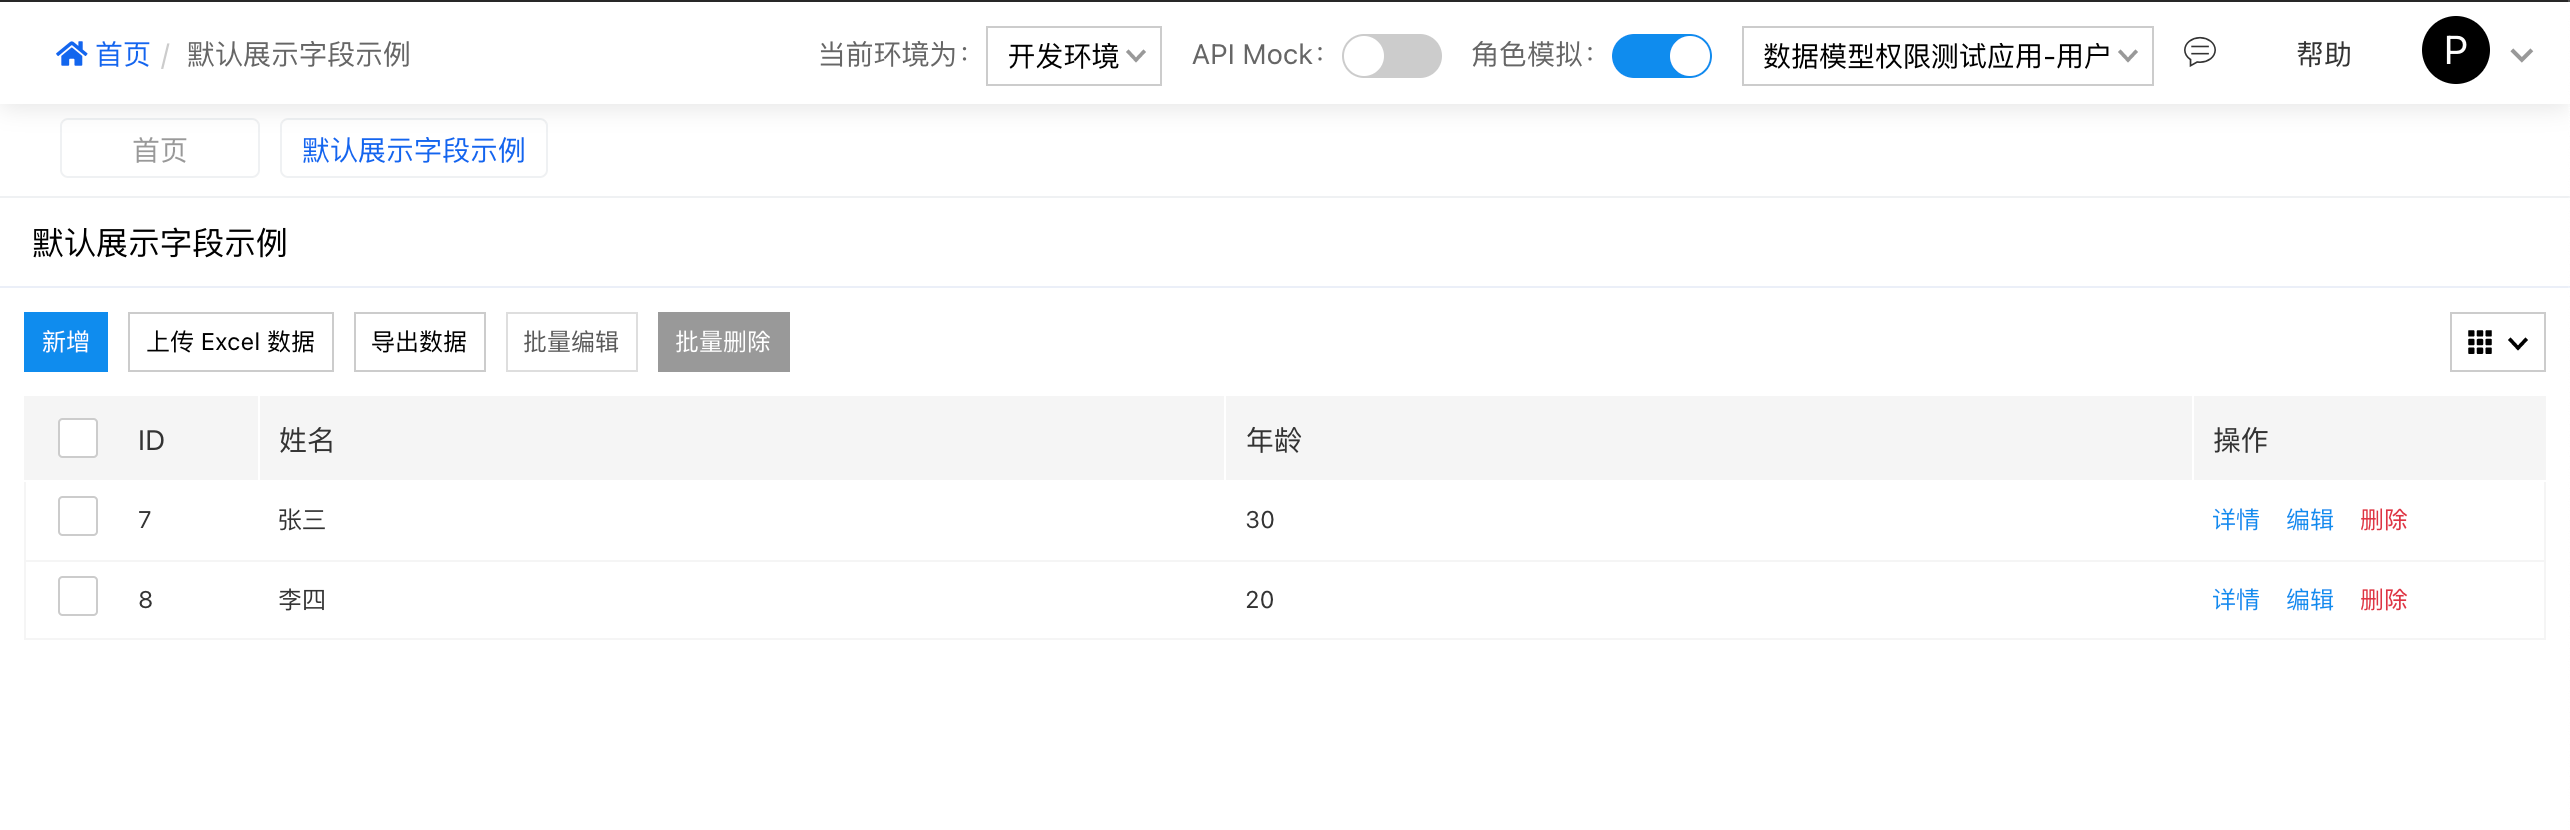 首页 / 默认展示字段示例 当前环境为: 开发环境 API Mock: 角色模拟: 数据模型权限测试应用-用户 帮助 P
首页 默认展示字段示例
默认展示字段示例
新增 上传 Excel 数据 导出数据 批量编辑 批量删除
ID 姓名 年龄 操作
7 张三 30 详情 编辑 删除
8 李四 20 详情 编辑 删除